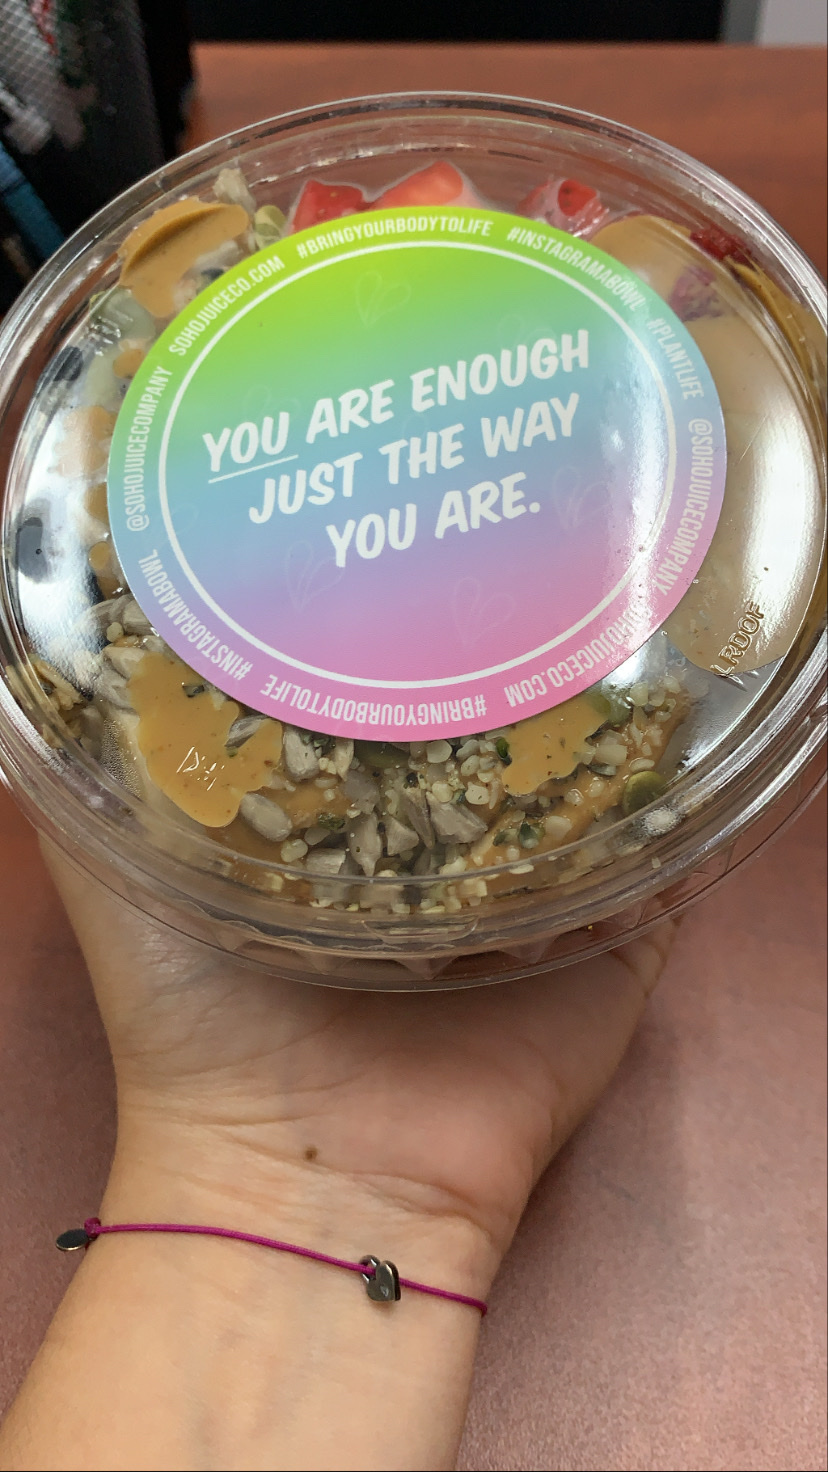 YOU ARE ENOUGH
JUST THE WAY
YOU ARE.
@SOHOJUICECOMPANY SOHOJUICECO.COM #BRINGYOURBODYTOLIFE #INSTAGRAMABOWL #PLANTLIFE @SOHOJUICECOMPANY SOHOJUICECO.COM #BRINGYOURBODYTOLIFE #INSTAGRAMABOWL